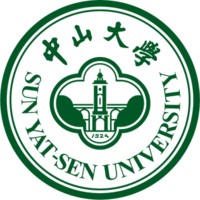 中山大學
SUN YAT-SEN UNIVERSITY
1924